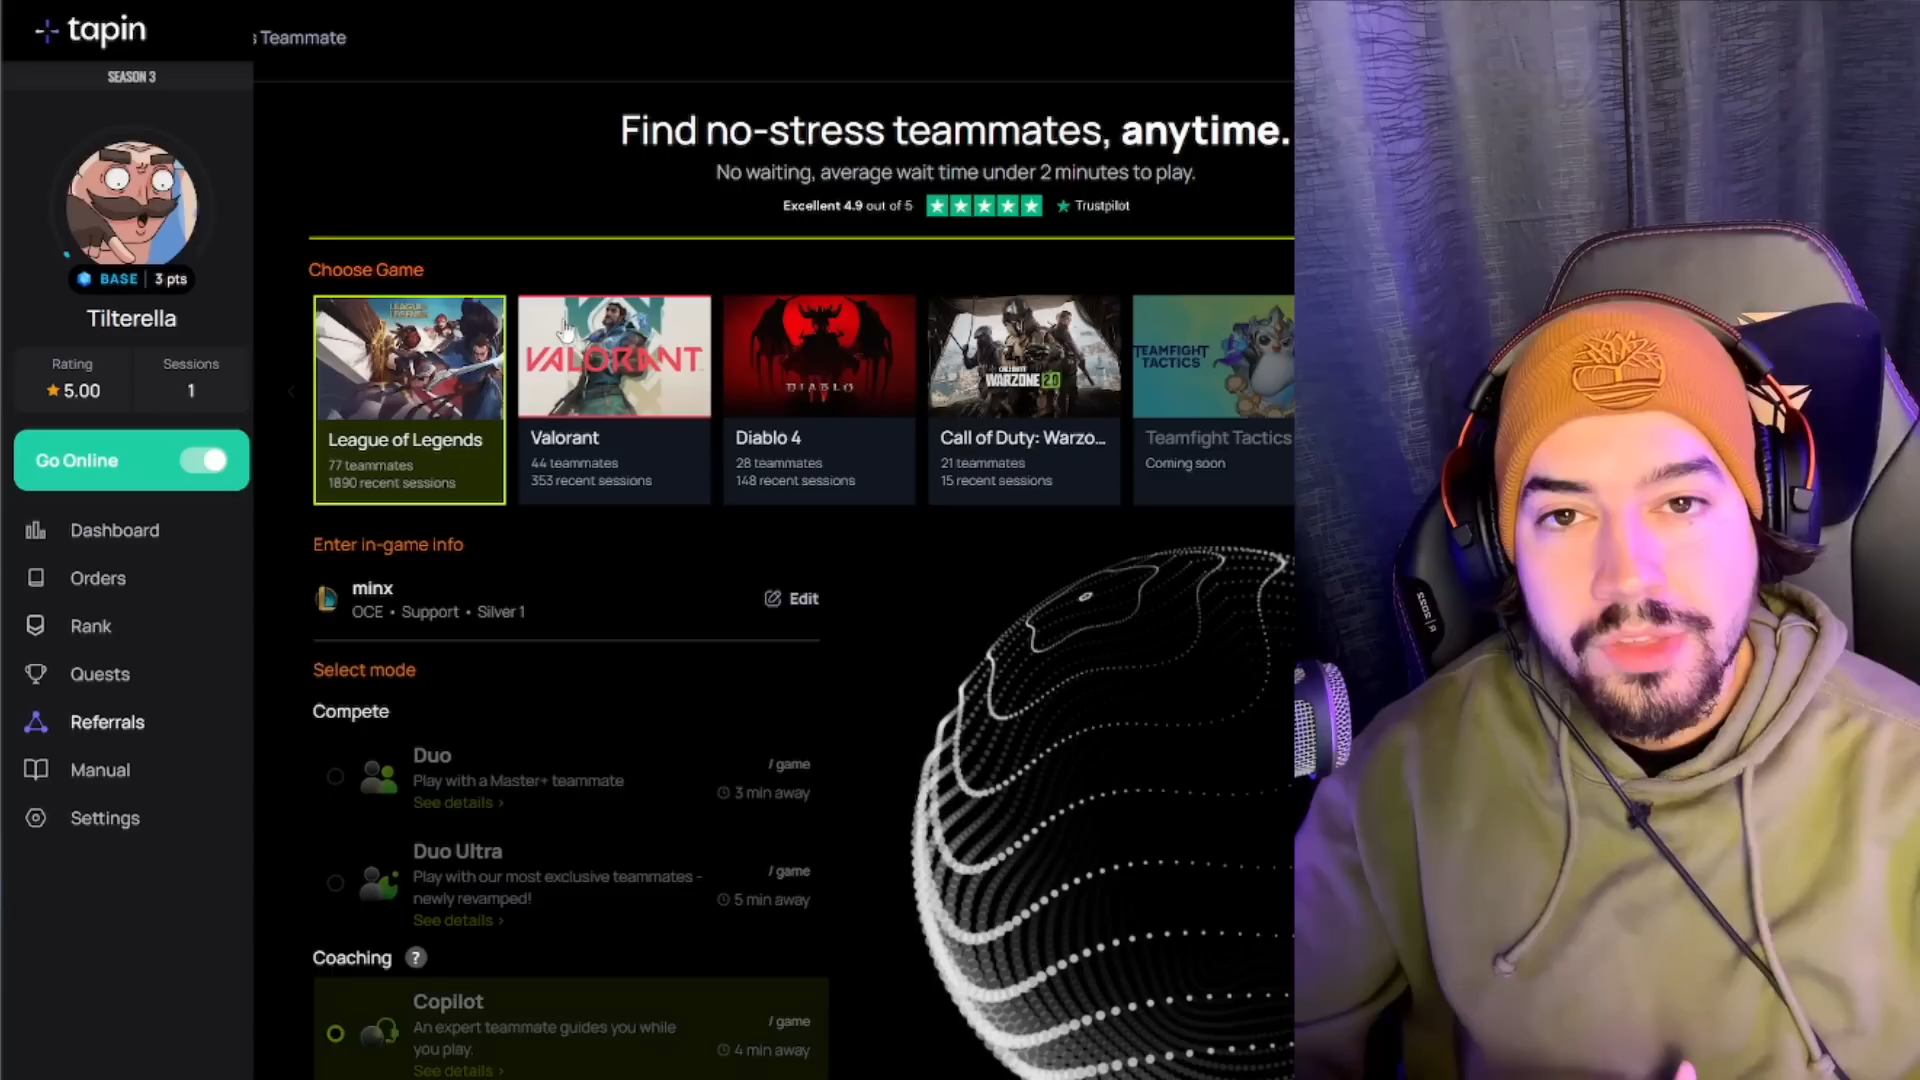 tapin
s Teammate
SEASON 3
BASE | 3 pts
Tilterella
Rating
5.00
Sessions
1
Go Online
Dashboard
Orders
Rank
Quests
Referrals
Manual
Settings
Find no-stress teammates, anytime.
No waiting, average wait time under 2 minutes to play.
Excellent 4.9 out of 5
Trustpilot
Choose Game
LEAGUE OF LEGENDS
League of Legends
77 teammates
1890 recent sessions
VALORANT
Valorant
44 teammates
353 recent sessions
DIABLO
Diablo 4
28 teammates
148 recent sessions
CALL OF DUTY
WARZONE 2.0
Call of Duty: Warzo...
21 teammates
15 recent sessions
TEAMFIGHT
TACTICS
Teamfight Tactics
Coming soon
Enter in-game info
minx
OCE • Support • Silver 1
Edit
Select mode
Compete
Duo
Play with a Master+ teammate
See details >
/ game
3 min away
Duo Ultra
Play with our most exclusive teammates -
newly revamped!
See details >
/ game
5 min away
Coaching ?
Copilot
An expert teammate guides you while
you play.
See details >
/ game
4 min away